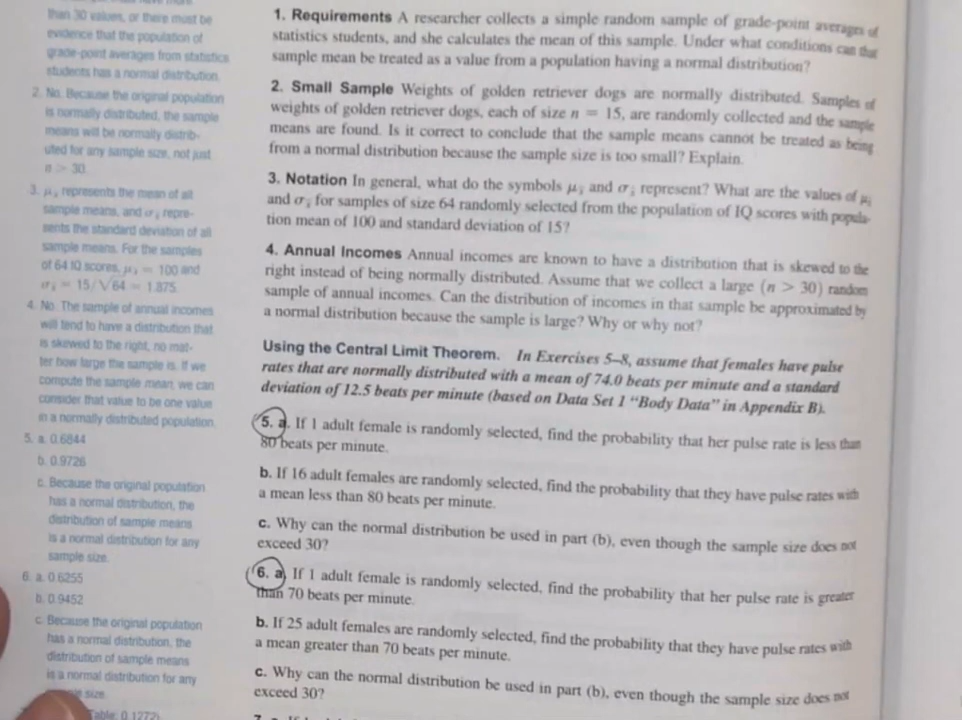 than 30 values, or there must be
evidence that the population of
grade-point averages from statistics
students has a normal distribution.
2. No. Because the original population
is normally distributed, the sample
means will be normally distrib-
uted for any sample size, not just
n > 30.
3. μx̄ represents the mean of all
sample means, and σx̄ repre-
sents the standard deviation of all
sample means. For the samples
of 64 IQ scores, μx̄ = 100 and
σx̄ = 15/√64 = 1.875.
4. No. The sample of annual incomes
will tend to have a distribution that
is skewed to the right, no mat-
ter how large the sample is. If we
compute the sample mean, we can
consider that value to be one value
in a normally distributed population.
5. a. 0.6844
b. 0.9726
c. Because the original population
has a normal distribution, the
distribution of sample means
is a normal distribution for any
sample size.
6. a. 0.6255
b. 0.9452
c. Because the original population
has a normal distribution, the
distribution of sample means
is a normal distribution for any
size.
Table: 0.1272)
1. Requirements A researcher collects a simple random sample of grade-point averages of
statistics students, and she calculates the mean of this sample. Under what conditions can that
sample mean be treated as a value from a population having a normal distribution?
2. Small Sample Weights of golden retriever dogs are normally distributed. Samples of
weights of golden retriever dogs, each of size n = 15, are randomly collected and the sample
means are found. Is it correct to conclude that the sample means cannot be treated as being
from a normal distribution because the sample size is too small? Explain.
3. Notation In general, what do the symbols μx̄ and σx̄ represent? What are the values of μx̄
and σx̄ for samples of size 64 randomly selected from the population of IQ scores with popula-
tion mean of 100 and standard deviation of 15?
4. Annual Incomes Annual incomes are known to have a distribution that is skewed to the
right instead of being normally distributed. Assume that we collect a large (n > 30) random
sample of annual incomes. Can the distribution of incomes in that sample be approximated by
a normal distribution because the sample is large? Why or why not?
Using the Central Limit Theorem. In Exercises 5–8, assume that females have pulse
rates that are normally distributed with a mean of 74.0 beats per minute and a standard
deviation of 12.5 beats per minute (based on Data Set 1 “Body Data” in Appendix B).
5. a. If 1 adult female is randomly selected, find the probability that her pulse rate is less than
80 beats per minute.
b. If 16 adult females are randomly selected, find the probability that they have pulse rates with
a mean less than 80 beats per minute.
c. Why can the normal distribution be used in part (b), even though the sample size does not
exceed 30?
6. a. If 1 adult female is randomly selected, find the probability that her pulse rate is greater
than 70 beats per minute.
b. If 25 adult females are randomly selected, find the probability that they have pulse rates with
a mean greater than 70 beats per minute.
c. Why can the normal distribution be used in part (b), even though the sample size does not
exceed 30?